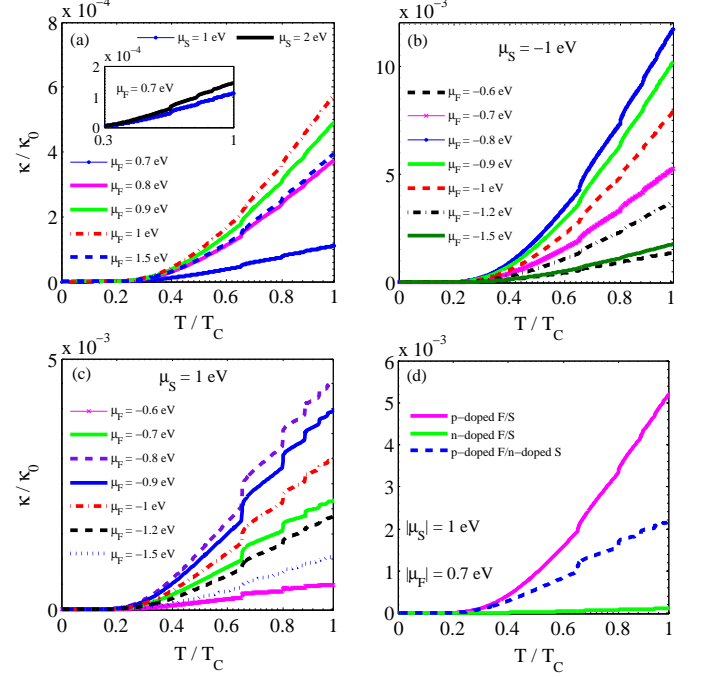 x 10⁻⁴
(a)
μS = 1 eV
μS = 2 eV
x 10⁻⁴
2
1
0
0.3
1
μF = 0.7 eV
8
6
4
2
0
κ / κ0
μF = 0.7 eV
μF = 0.8 eV
μF = 0.9 eV
μF = 1 eV
μF = 1.5 eV
0 0.2 0.4 0.6 0.8 1
T / TC
x 10⁻³
(b)
μS = −1 eV
10
5
0
μF = −0.6 eV
μF = −0.7 eV
μF = −0.8 eV
μF = −0.9 eV
μF = −1 eV
μF = −1.2 eV
μF = −1.5 eV
0 0.2 0.4 0.6 0.8 1
T / TC
x 10⁻³
(c)
μS = 1 eV
5
0
κ / κ0
μF = −0.6 eV
μF = −0.7 eV
μF = −0.8 eV
μF = −0.9 eV
μF = −1 eV
μF = −1.2 eV
μF = −1.5 eV
0 0.2 0.4 0.6 0.8 1
T / TC
x 10⁻³
(d)
6
5
4
3
2
1
0
p−doped F/S
n−doped F/S
p−doped F/n−doped S
|μS| = 1 eV
|μF| = 0.7 eV
0 0.2 0.4 0.6 0.8 1
T / TC